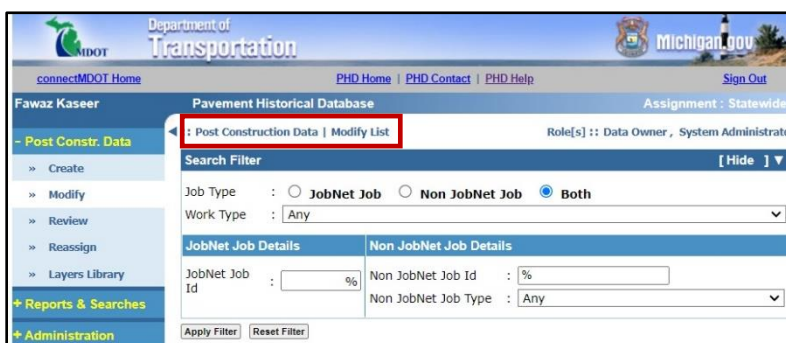 MDOT
Department of
Transportation
Michigan.gov
connectMDOT Home
PHD Home | PHD Contact | PHD Help
Sign Out
Fawaz Kaseer
Pavement Historical Database
Assignment : Statewide
:: Post Construction Data | Modify List
Role[s] :: Data Owner , System Administrat
- Post Constr. Data
» Create
» Modify
» Review
» Reassign
» Layers Library
+ Reports & Searches
+ Administration
Search Filter
[ Hide ] ▼
Job Type : JobNet Job Non JobNet Job Both
Work Type : Any
JobNet Job Details
Non JobNet Job Details
JobNet Job Id : %
Non JobNet Job Id : %
Non JobNet Job Type : Any
Apply Filter Reset Filter